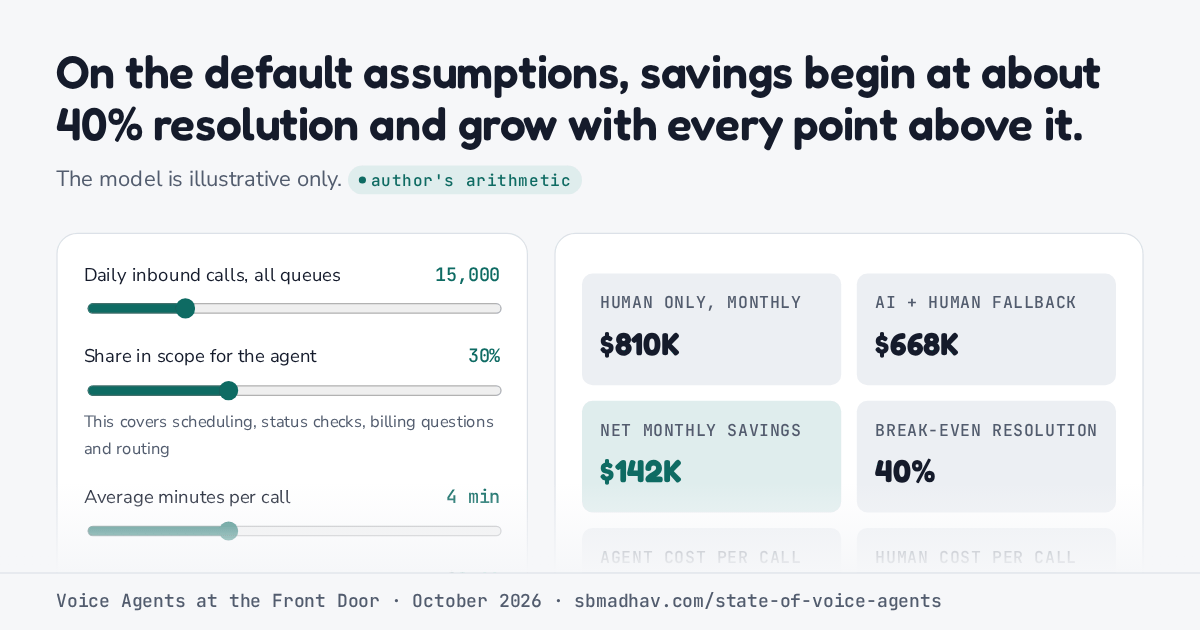 On the default assumptions, savings begin at about
40% resolution and grow with every point above it.
The model is illustrative only. author's arithmetic
Daily inbound calls, all queues 15,000
Share in scope for the agent 30%
This covers scheduling, status checks, billing questions
and routing
Average minutes per call 4 min
HUMAN ONLY, MONTHLY
$810K
AI + HUMAN FALLBACK
$668K
NET MONTHLY SAVINGS
$142K
BREAK-EVEN RESOLUTION
40%
AGENT COST PER CALL
HUMAN COST PER CALL
Voice Agents at the Front Door · October 2026 · sbmadhav.com/state-of-voice-agents